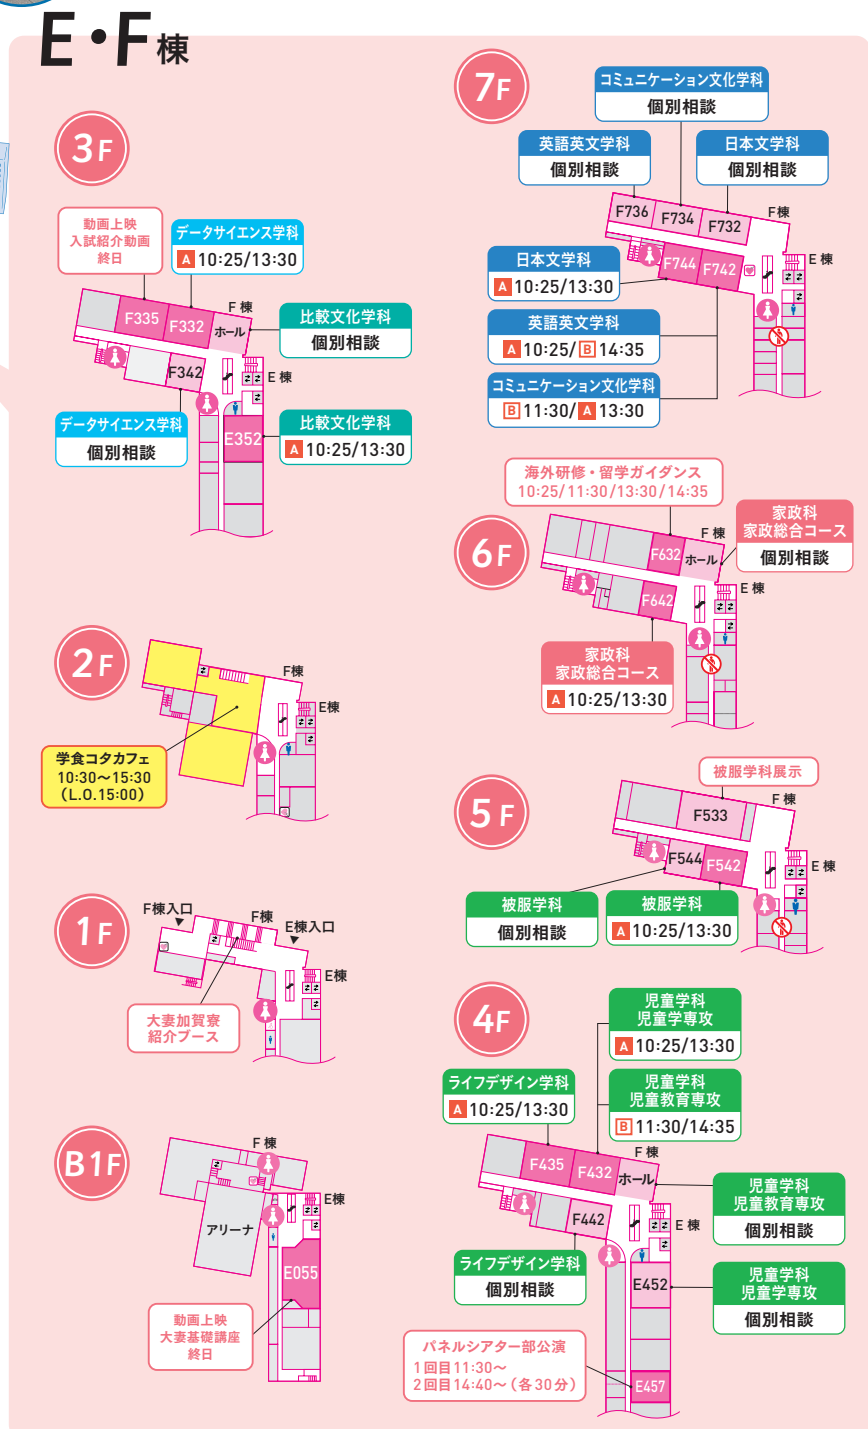 E・F棟
3F
動画上映
入試紹介動画
終日
データサイエンス学科
A 10:25/13:30
F棟
F335
F332
ホール
比較文化学科
個別相談
F342
E棟
データサイエンス学科
個別相談
E352
比較文化学科
A 10:25/13:30
2F
F棟
E棟
学食コタカフェ
10:30〜15:30
(L.O.15:00)
1F
F棟入口
F棟
E棟入口
E棟
大妻加賀寮
紹介ブース
B1F
F棟
E棟
アリーナ
E055
動画上映
大妻基礎講座
終日
7F
コミュニケーション文化学科
個別相談
英語英文学科
個別相談
日本文学科
個別相談
F736
F734
F732
F棟
F744
F742
E棟
日本文学科
A 10:25/13:30
英語英文学科
A 10:25/B 14:35
コミュニケーション文化学科
B 11:30/A 13:30
6F
海外研修・留学ガイダンス
10:25/11:30/13:30/14:35
F棟
家政科
家政総合コース
個別相談
F632
ホール
F642
E棟
家政科
家政総合コース
A 10:25/13:30
5F
被服学科展示
F棟
F533
F544
F542
E棟
被服学科
個別相談
被服学科
A 10:25/13:30
4F
児童学科
児童学専攻
A 10:25/13:30
ライフデザイン学科
A 10:25/13:30
児童学科
児童教育専攻
B 11:30/14:35
F棟
F435
F432
ホール
児童学科
児童教育専攻
個別相談
F442
E棟
ライフデザイン学科
個別相談
E452
児童学科
児童学専攻
個別相談
パネルシアター部公演
1回目11:30〜
2回目14:40〜(各30分)
E457